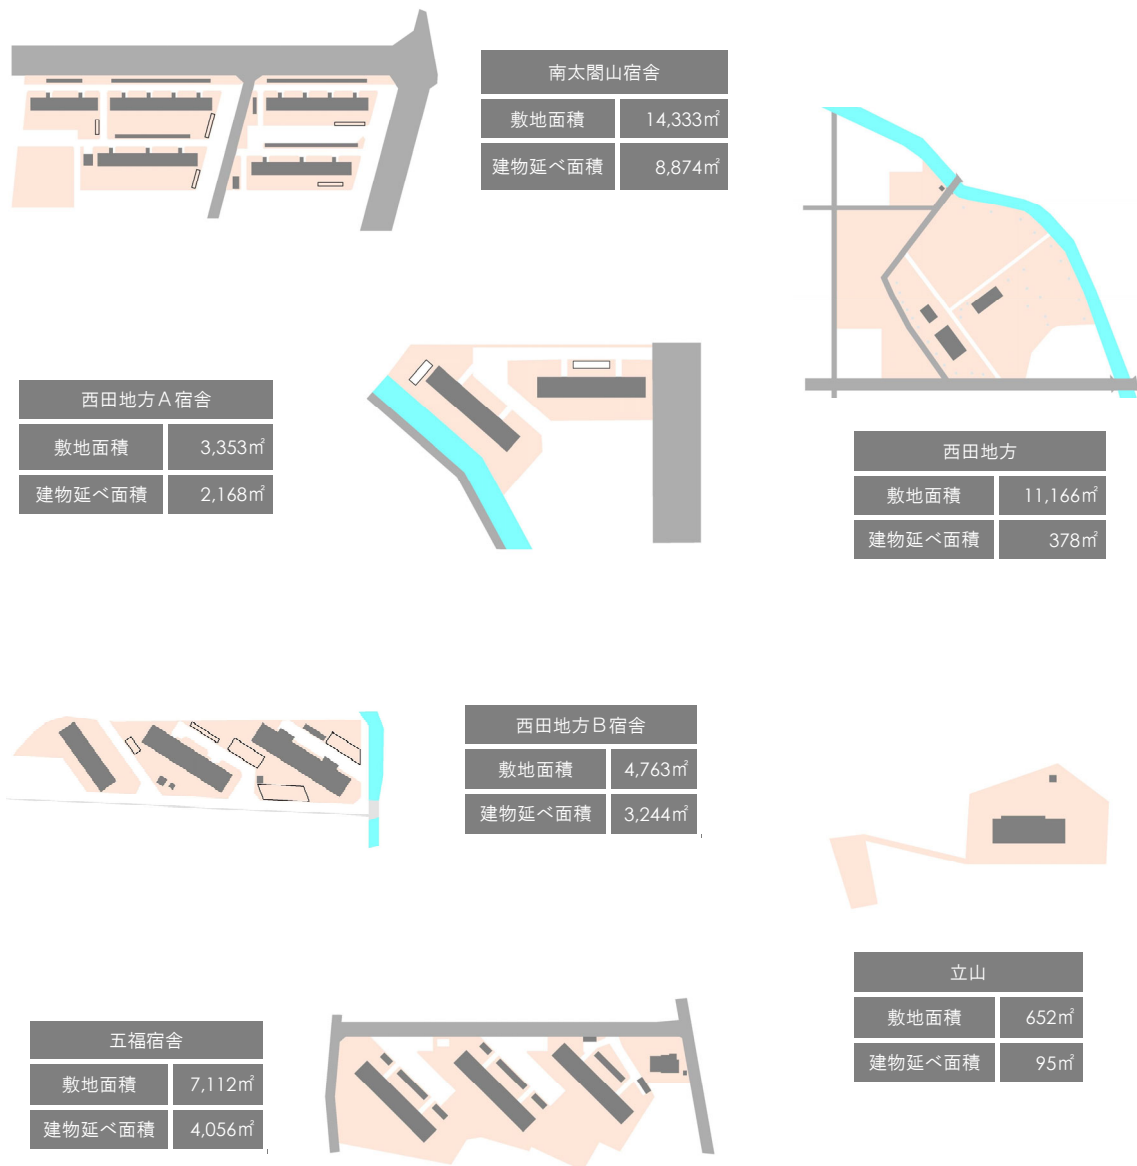 南太閤山宿舎
敷地面積 14,333㎡
建物延べ面積 8,874㎡
西田地方A宿舎
敷地面積 3,353㎡
建物延べ面積 2,168㎡
西田地方
敷地面積 11,166㎡
建物延べ面積 378㎡
西田地方B宿舎
敷地面積 4,763㎡
建物延べ面積 3,244㎡
立山
敷地面積 652㎡
建物延べ面積 95㎡
五福宿舎
敷地面積 7,112㎡
建物延べ面積 4,056㎡